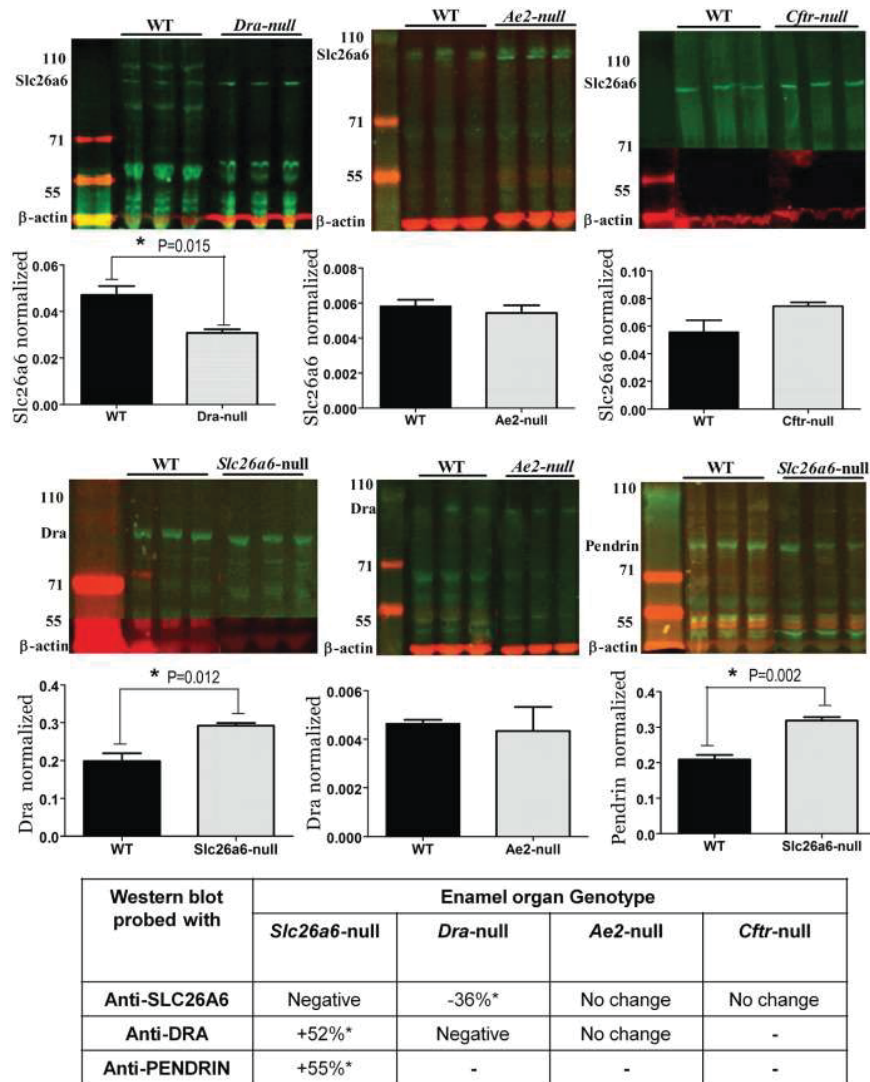 WT Dra-null
110
Slc26a6
71
55
β-actin
WT Ae2-null
110
Slc26a6
71
55
β-actin
WT Cftr-null
110
Slc26a6
71
55
β-actin
* P=0.015
Slc26a6 normalized
0.06
0.04
0.02
0.00
WT Dra-null
Slc26a6 normalized
0.008
0.006
0.004
0.002
0.000
WT Ae2-null
Slc26a6 normalized
0.10
0.08
0.06
0.04
0.02
0.00
WT Cftr-null
WT Slc26a6-null
110
Dra
71
55
β-actin
WT Ae2-null
110
Dra
71
55
β-actin
WT Slc26a6-null
110
Pendrin
71
55
β-actin
* P=0.012
Dra normalized
0.4
0.3
0.2
0.1
0.0
WT Slc26a6-null
Dra normalized
0.006
0.004
0.002
0.000
WT Ae2-null
* P=0.002
Pendrin normalized
0.4
0.3
0.2
0.1
0.0
WT Slc26a6-null
Western blot
probed with
Enamel organ Genotype
Slc26a6-null Dra-null Ae2-null Cftr-null
Anti-SLC26A6 Negative -36%* No change No change
Anti-DRA +52%* Negative No change -
Anti-PENDRIN +55%* - - -